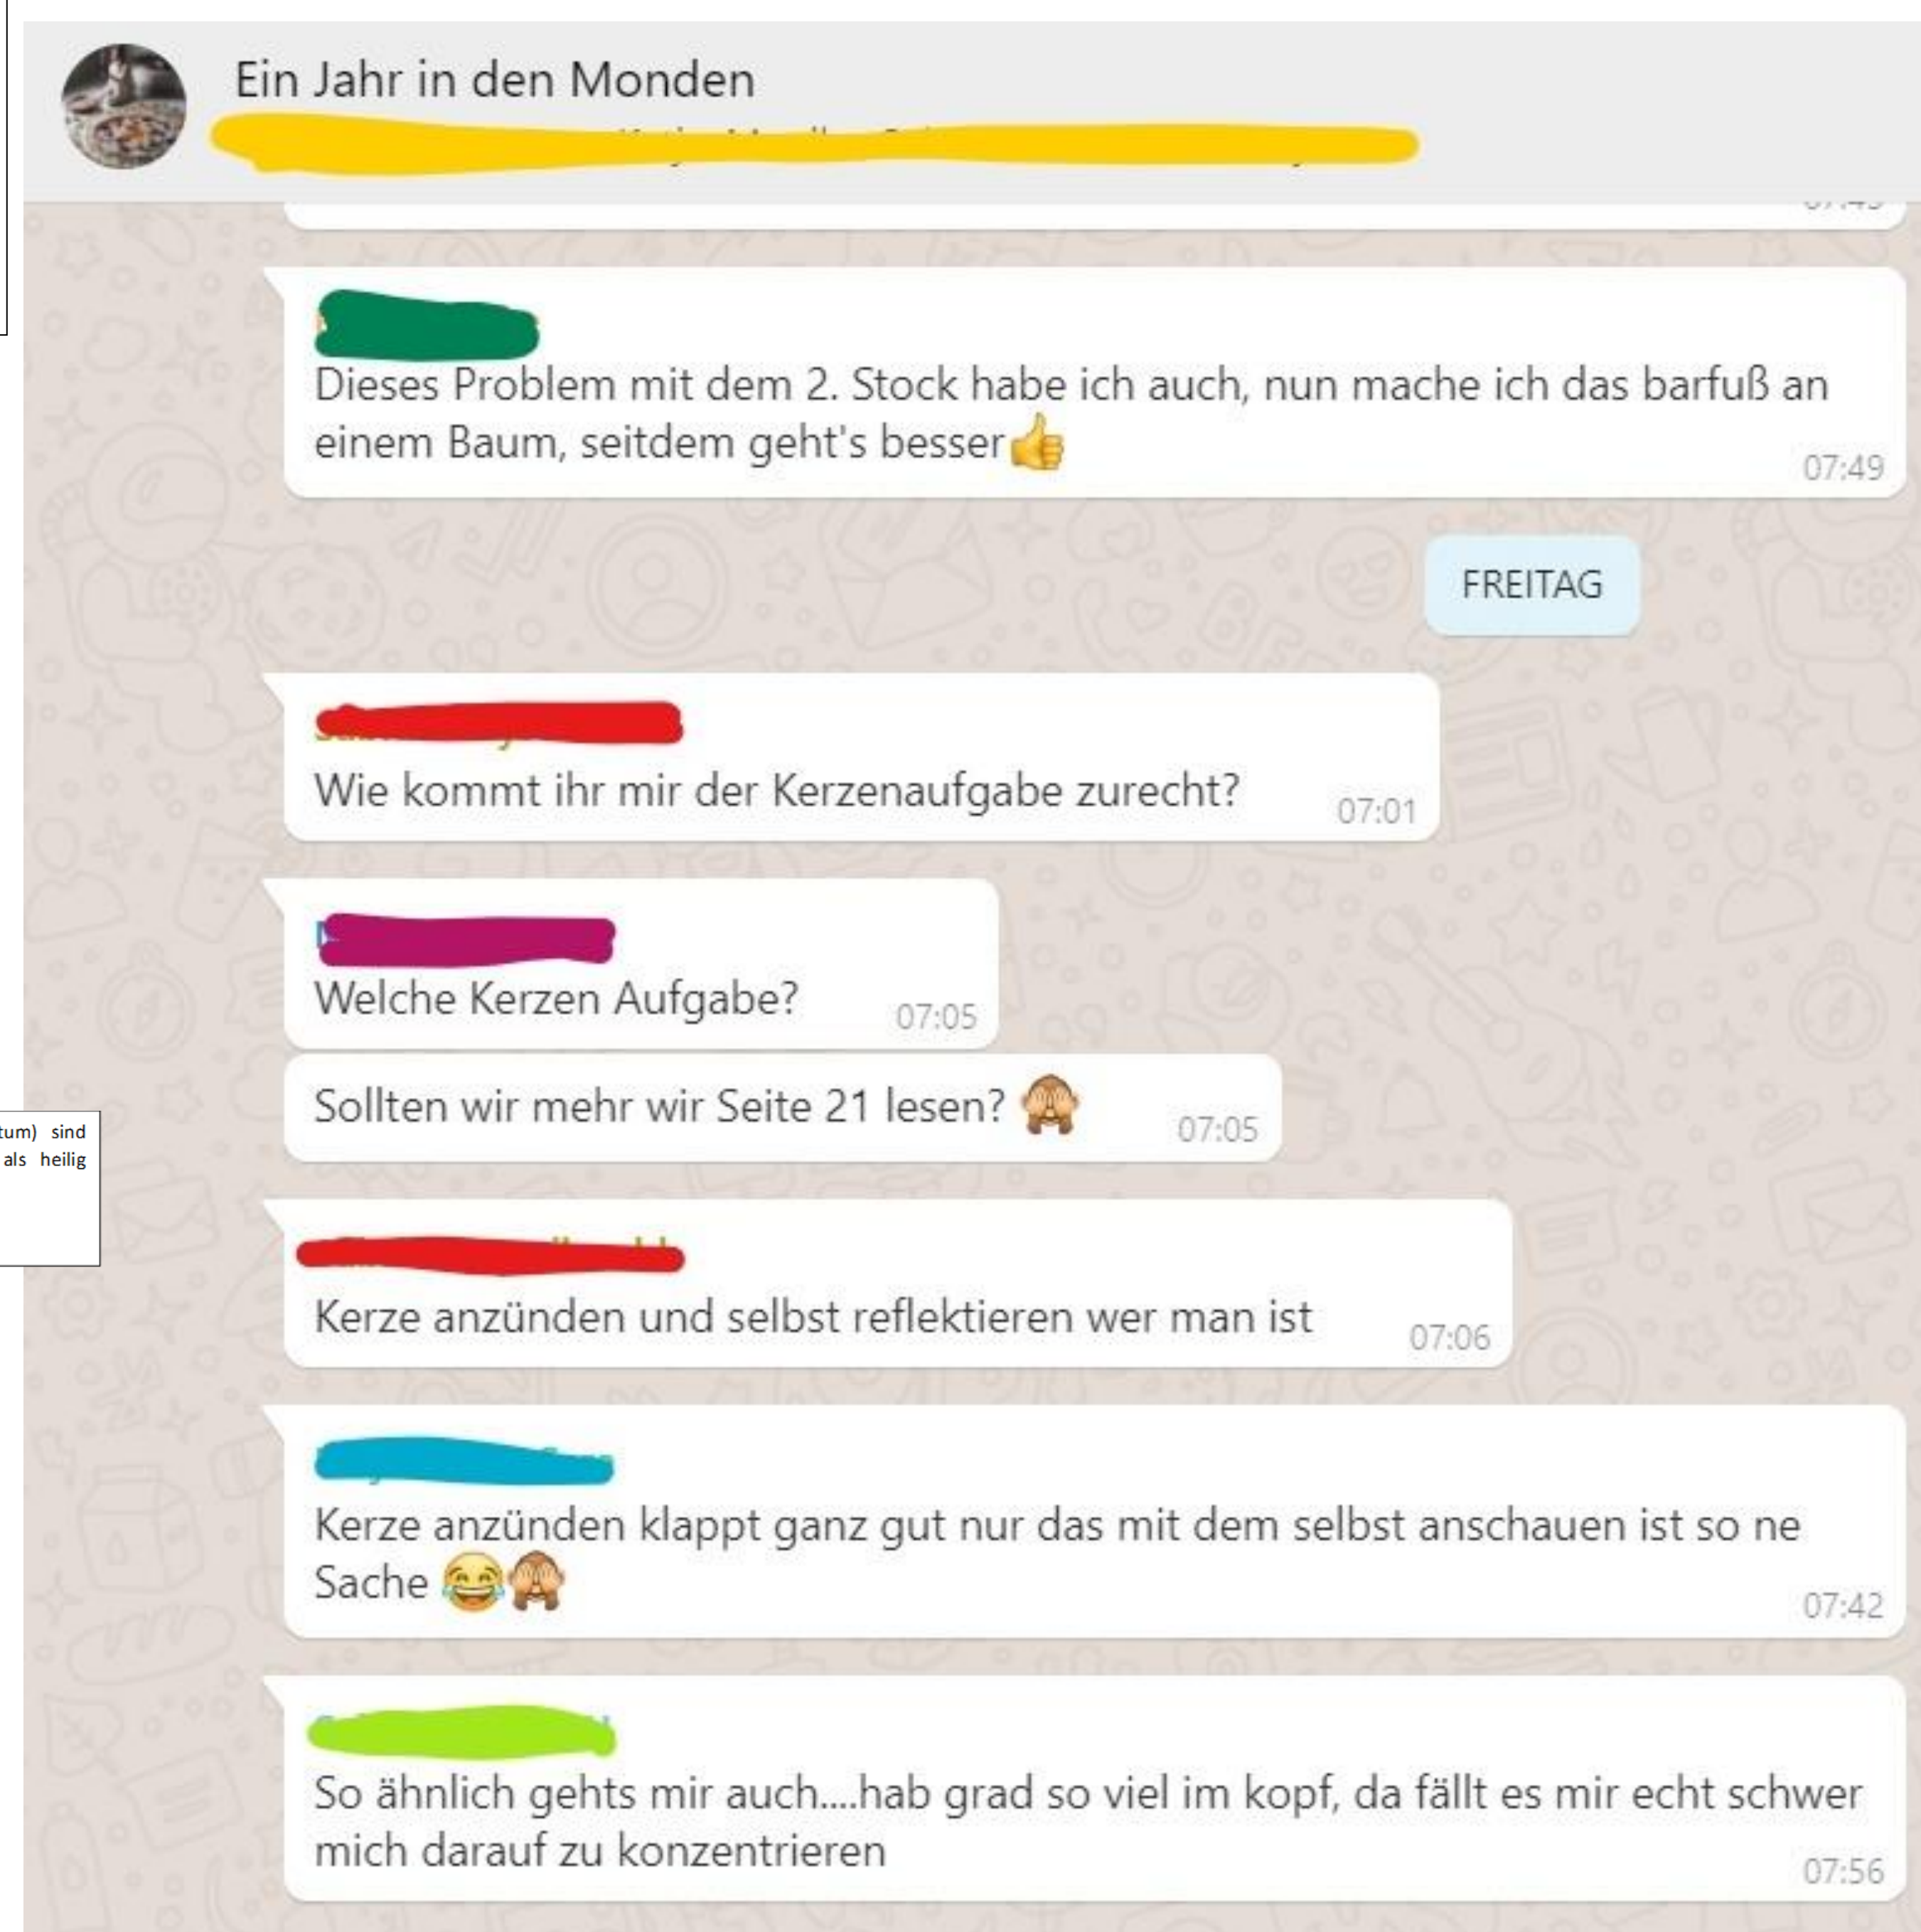 Ein Jahr in den Monden
Dieses Problem mit dem 2. Stock habe ich auch, nun mache ich das barfuß an
einem Baum, seitdem geht's besser👍
07:49
FREITAG
Wie kommt ihr mir der Kerzenaufgabe zurecht?
07:01
Welche Kerzen Aufgabe?
07:05
Sollten wir mehr wir Seite 21 lesen? 🙈
07:05
tum) sind
als heilig
Kerze anzünden und selbst reflektieren wer man ist
07:06
Kerze anzünden klappt ganz gut nur das mit dem selbst anschauen ist so ne
Sache 😂🙈
07:42
So ähnlich gehts mir auch....hab grad so viel im kopf, da fällt es mir echt schwer
mich darauf zu konzentrieren
07:56